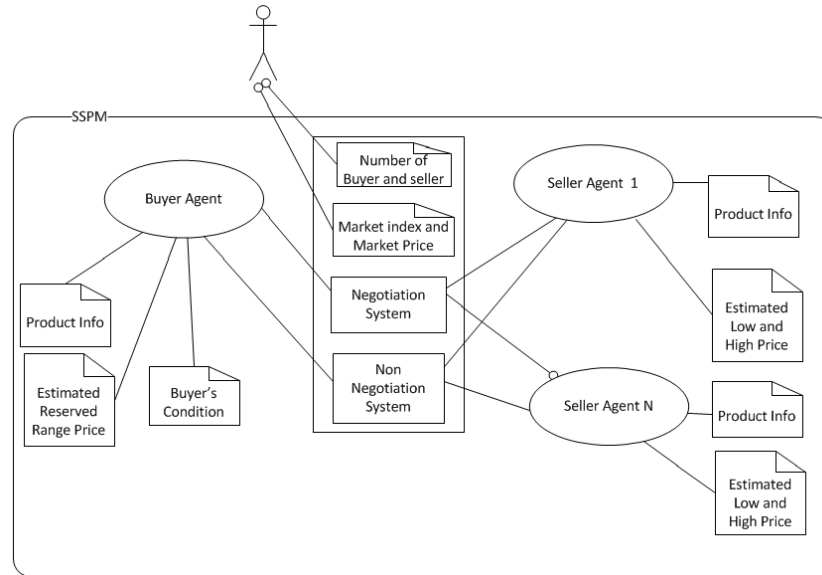 SSPM
Number of
Buyer and seller
Market index and
Market Price
Negotiation
System
Non
Negotiation
System
Buyer Agent
Product Info
Estimated
Reserved
Range Price
Buyer’s
Condition
Seller Agent 1
Product Info
Estimated
Low and
High Price
Seller Agent N
Product Info
Estimated
Low and
High Price